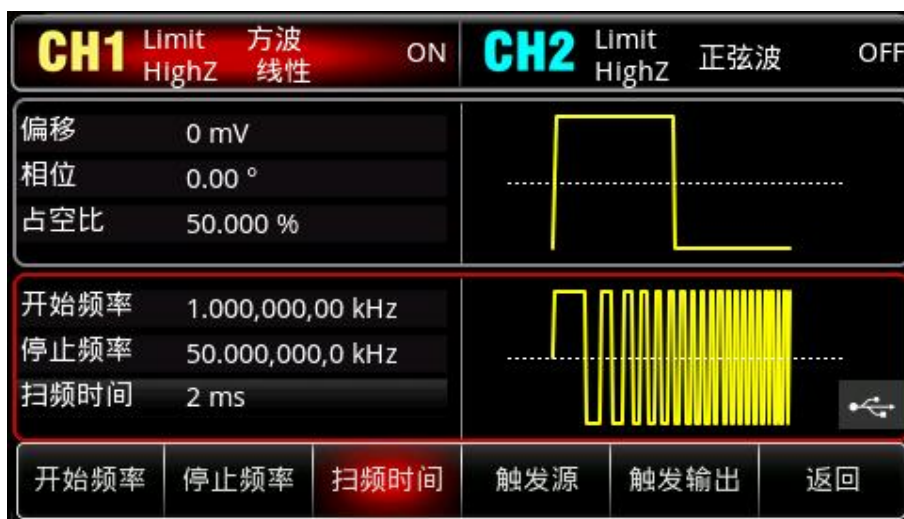 CH1 Limit 方波 ON CH2 Limit 正弦波 OFF
HighZ 线性 HighZ
偏移 0 mV
相位 0.00 °
占空比 50.000 %
开始频率 1.000,000,00 kHz
停止频率 50.000,000,0 kHz
扫频时间 2 ms
开始频率 停止频率 扫频时间 触发源 触发输出 返回